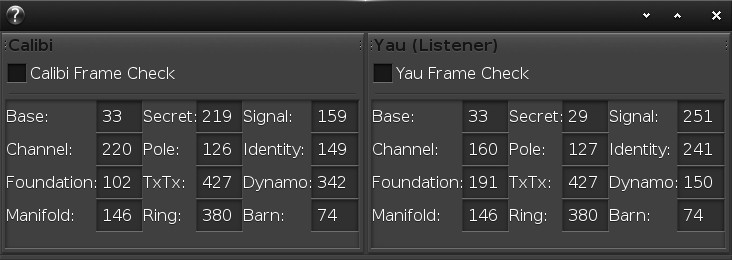 Calibi
Calibi Frame Check
Base: 33 Secret: 219 Signal: 159
Channel: 220 Pole: 126 Identity: 149
Foundation: 102 TxTx: 427 Dynamo: 342
Manifold: 146 Ring: 380 Barn: 74
Yau (Listener)
Yau Frame Check
Base: 33 Secret: 29 Signal: 251
Channel: 160 Pole: 127 Identity: 241
Foundation: 191 TxTx: 427 Dynamo: 150
Manifold: 146 Ring: 380 Barn: 74